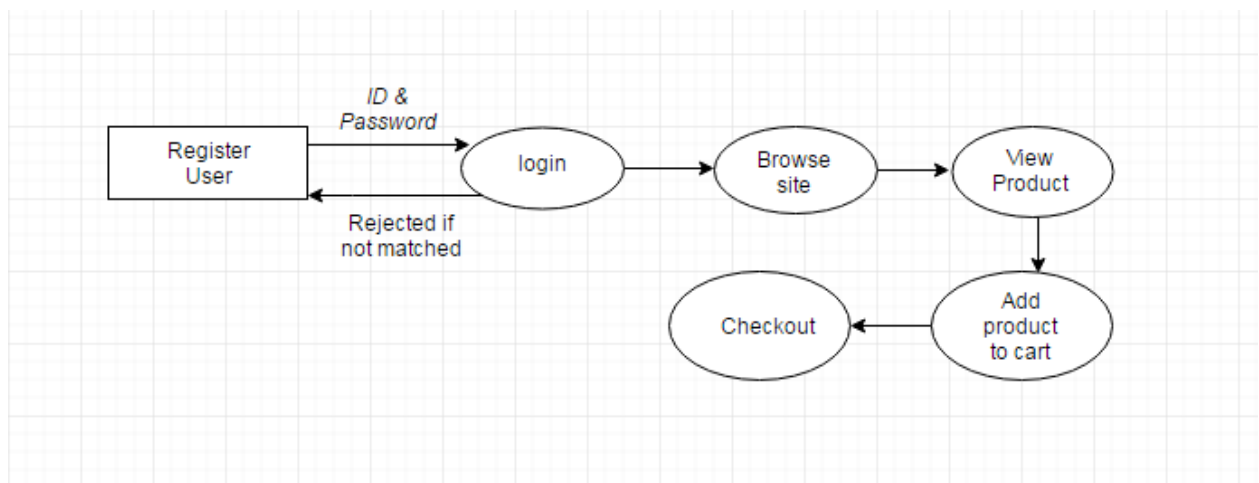 ID &
Password
Register
User
login
Rejected if
not matched
Browse
site
View
Product
Add
product
to cart
Checkout